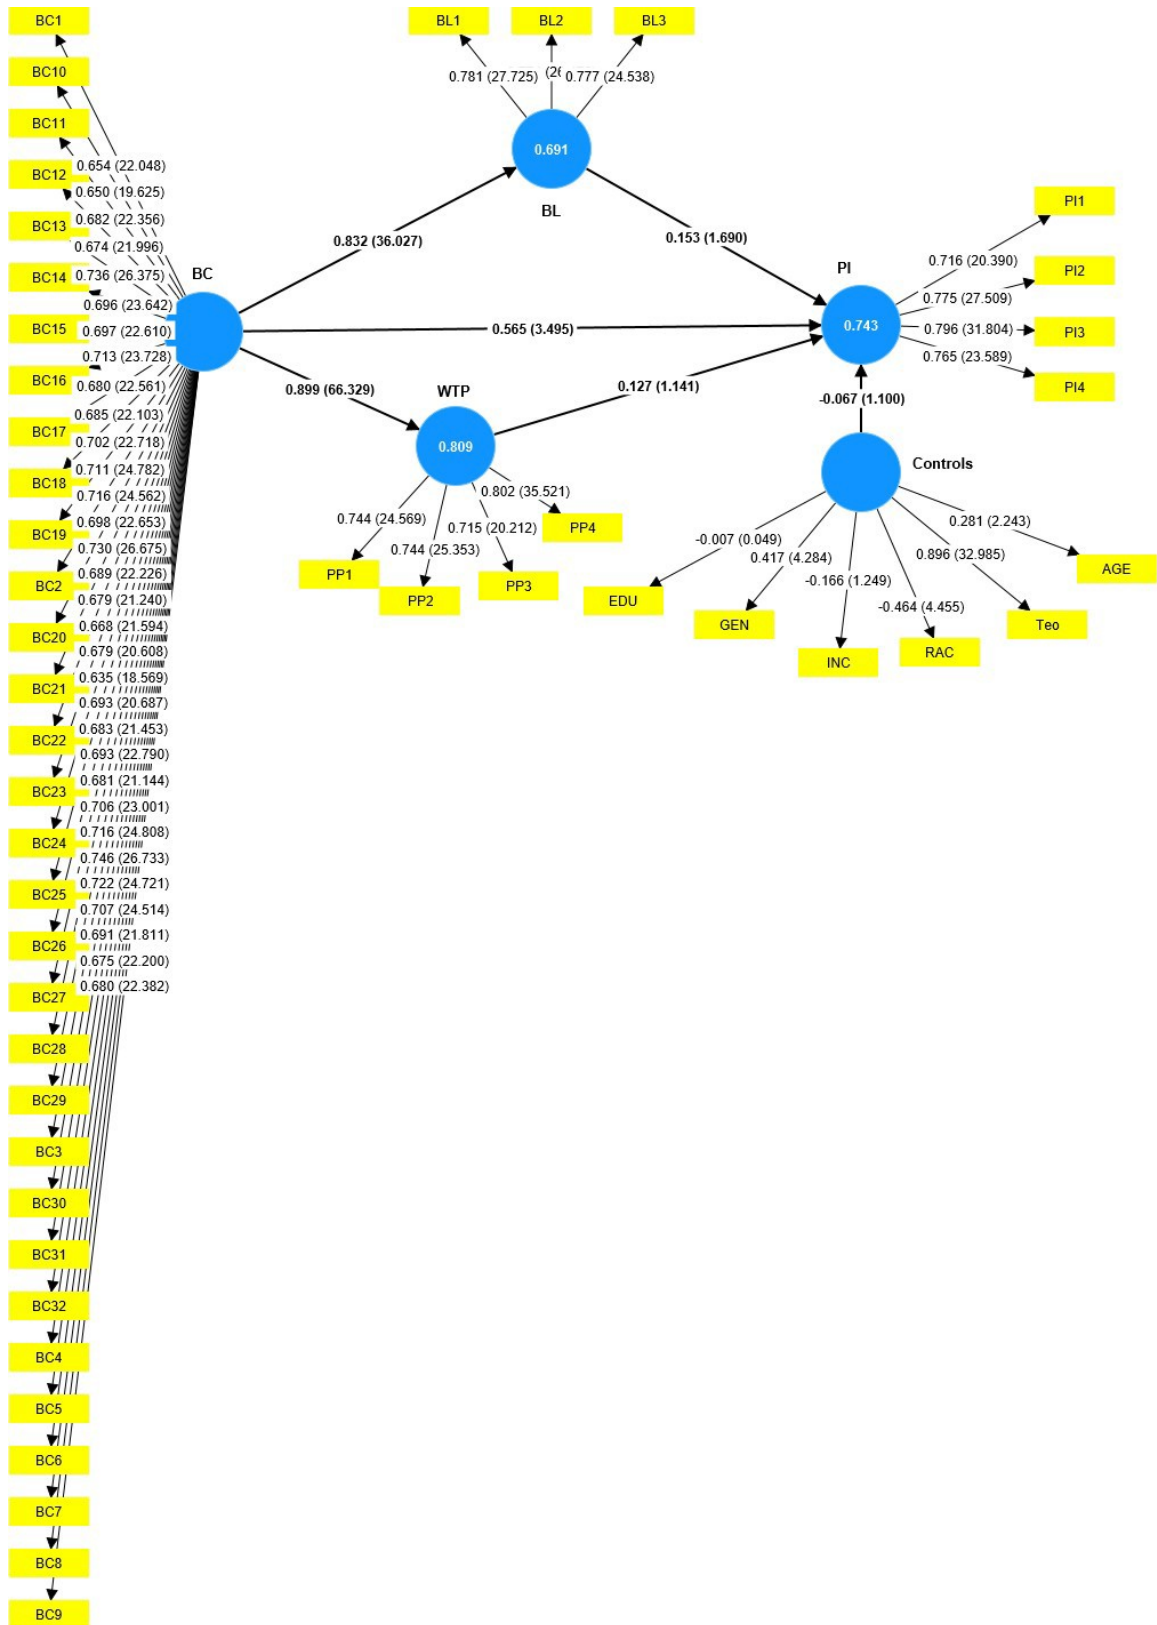 BC1
BC10
BC11
BC12
BC13
BC14
BC15
BC16
BC17
BC18
BC19
BC2
BC20
BC21
BC22
BC23
BC24
BC25
BC26
BC27
BC28
BC29
BC3
BC30
BC31
BC32
BC4
BC5
BC6
BC7
BC8
BC9
0.654 (22.048)
0.650 (19.625)
0.682 (22.356)
0.674 (21.996)
0.736 (26.375)
0.696 (23.642)
0.697 (22.610)
0.713 (23.728)
0.680 (22.561)
0.685 (22.103)
0.702 (22.718)
0.711 (24.782)
0.716 (24.562)
0.698 (22.653)
0.730 (26.675)
0.689 (22.226)
0.679 (21.240)
0.668 (21.594)
0.679 (20.608)
0.635 (18.569)
0.693 (20.687)
0.683 (21.453)
0.693 (22.790)
0.681 (21.144)
0.706 (23.001)
0.716 (24.808)
0.746 (26.733)
0.722 (24.721)
0.707 (24.514)
0.691 (21.811)
0.675 (22.200)
0.680 (22.382)
BC
BL1
BL2
BL3
0.781 (27.725)
0.777 (24.538)
0.691
BL
0.832 (36.027)
0.153 (1.690)
0.565 (3.495)
0.899 (66.329)
0.127 (1.141)
-0.067 (1.100)
PI
0.743
PI1
PI2
PI3
PI4
0.716 (20.390)
0.775 (27.509)
0.796 (31.804)
0.765 (23.589)
WTP
0.809
0.744 (24.569)
0.744 (25.353)
0.715 (20.212)
0.802 (35.521)
PP1
PP2
PP3
PP4
Controls
-0.007 (0.049)
0.417 (4.284)
-0.166 (1.249)
-0.464 (4.455)
0.896 (32.985)
0.281 (2.243)
EDU
GEN
INC
RAC
Teo
AGE